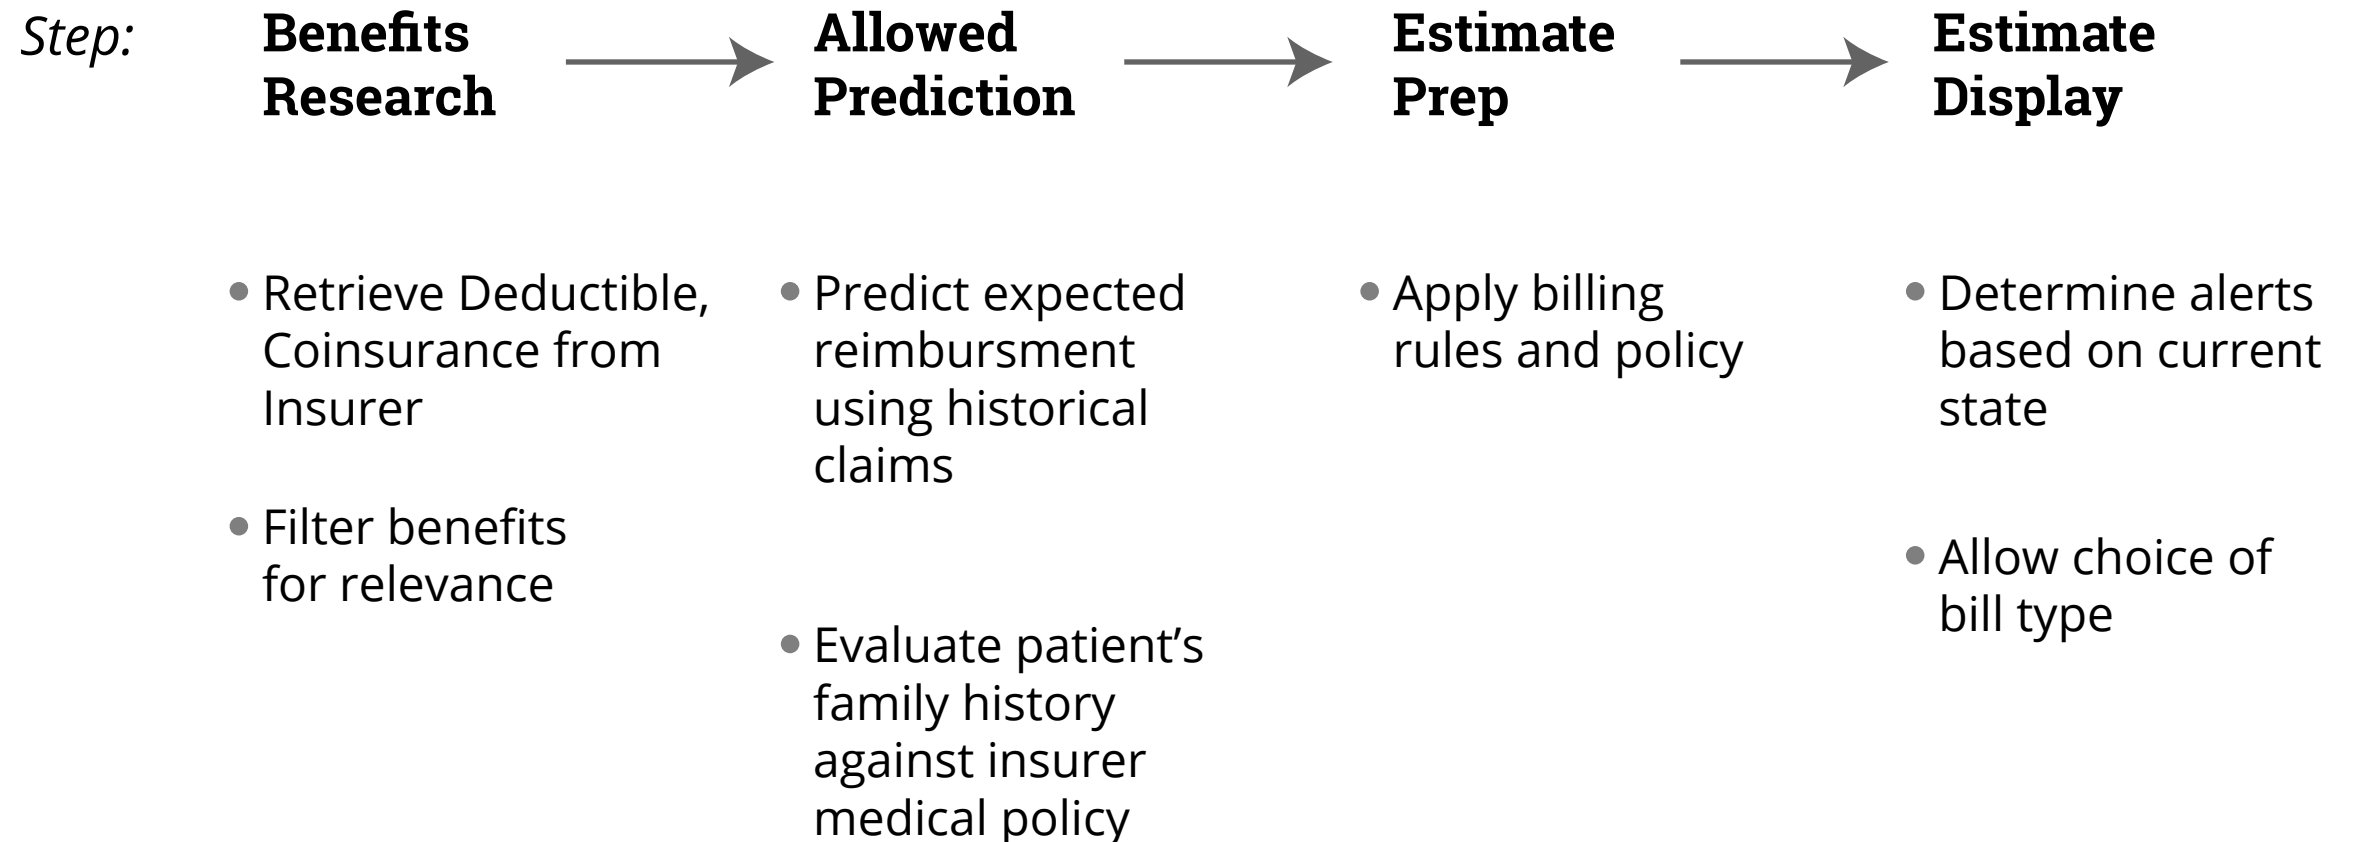 Step:
Benefits
Research
Allowed
Prediction
Estimate
Prep
Estimate
Display
Retrieve Deductible,
Coinsurance from
Insurer
Filter benefits
for relevance
Predict expected
reimbursment
using historical
claims
Evaluate patient’s
family history
against insurer
medical policy
Apply billing
rules and policy
Determine alerts
based on current
state
Allow choice of
bill type